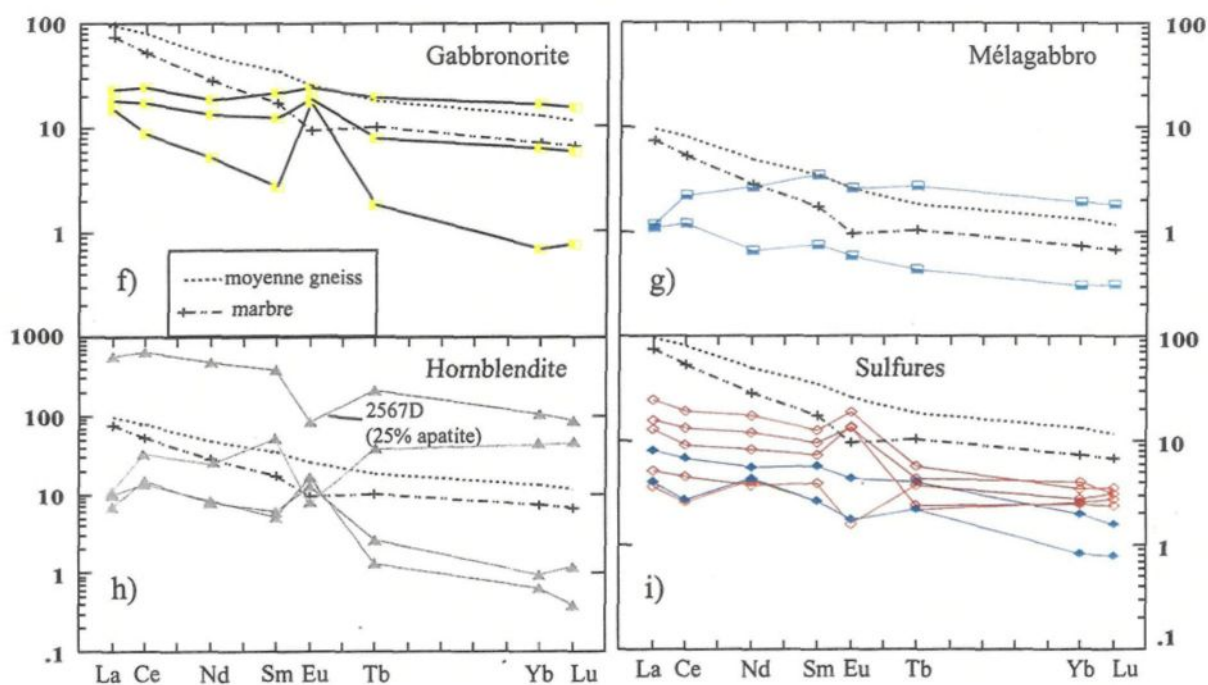 100
10
1
f)
Gabbronorite
moyenne gneiss
marbre
100
10
1
.1
Mélagabbro
g)
1000
100
10
1
.1
Hornblendite
2567D
(25% apatite)
h)
La Ce Nd Sm Eu Tb Yb Lu
100
10
1
.1
Sulfures
i)
La Ce Nd Sm Eu Tb Yb Lu